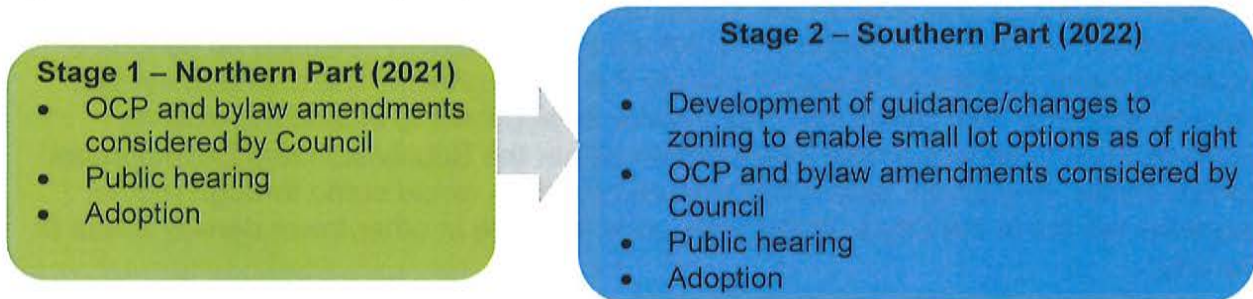 Stage 1 – Northern Part (2021)
• OCP and bylaw amendments
considered by Council
• Public hearing
• Adoption
Stage 2 – Southern Part (2022)
• Development of guidance/changes to
zoning to enable small lot options as of right
• OCP and bylaw amendments considered by
Council
• Public hearing
• Adoption